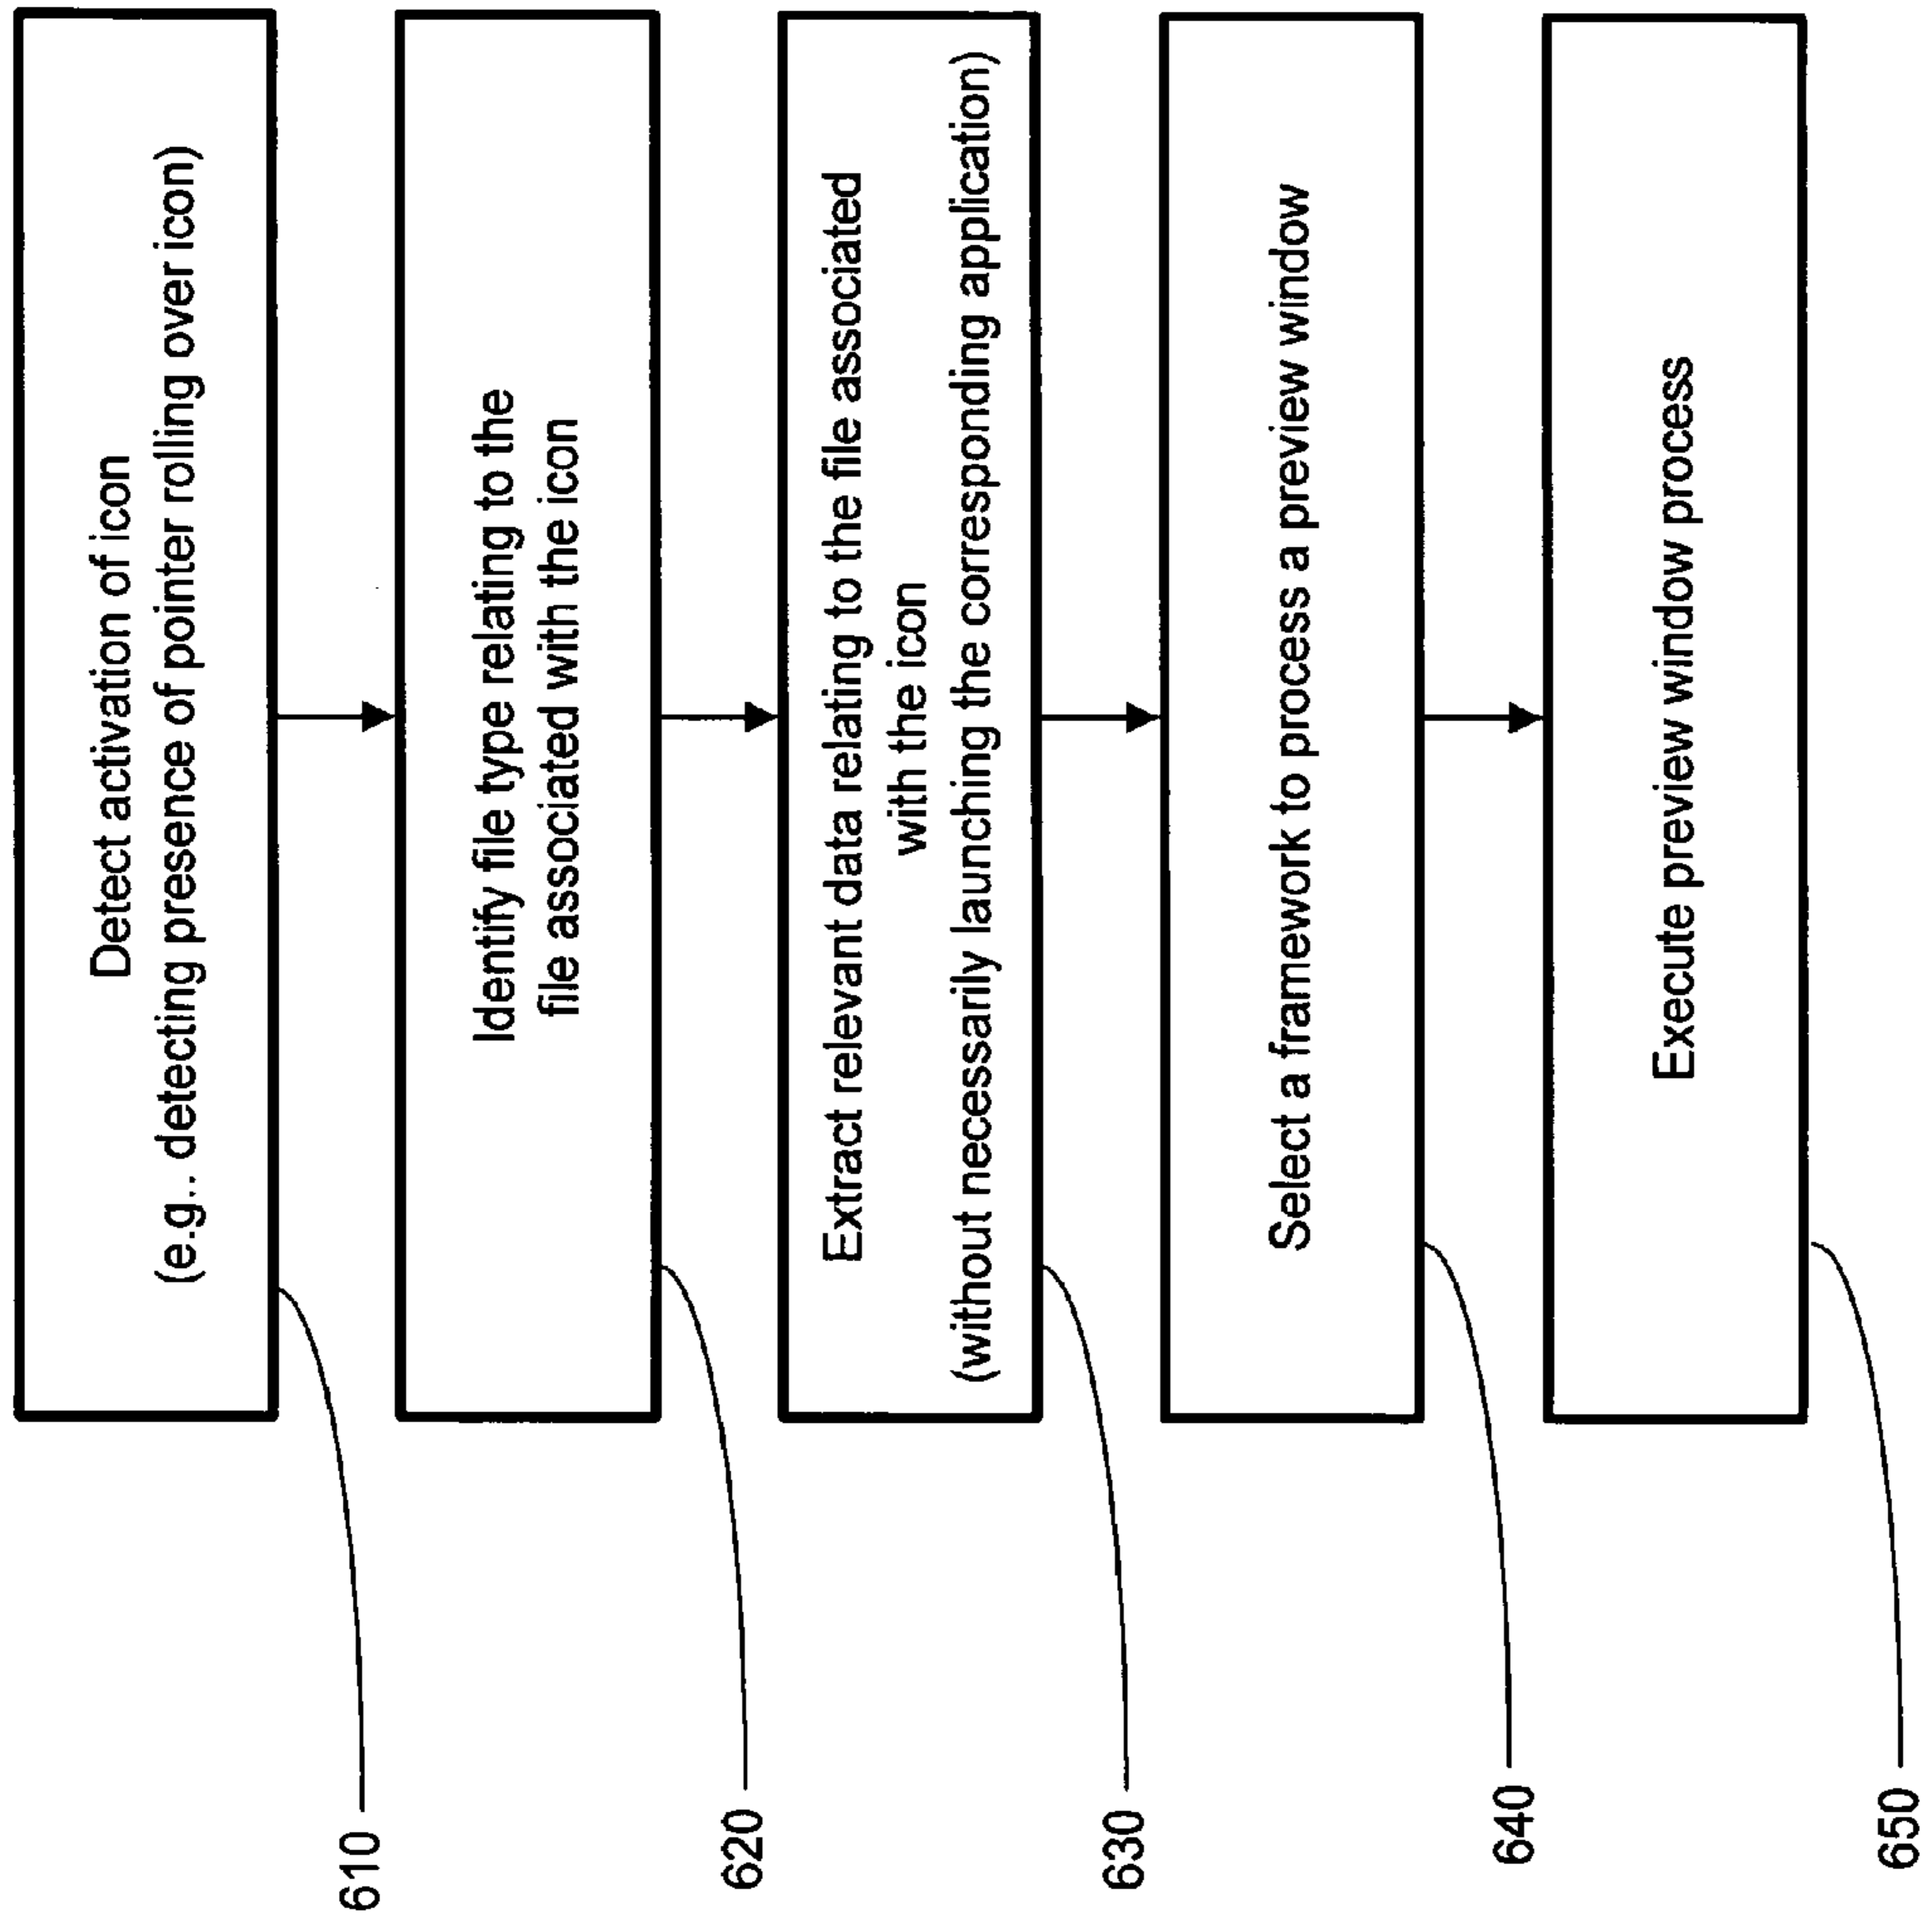 Detect activation of icon
(e.g.. detecting presence of pointer rolling over icon)
610
Identify file type relating to the
file associated with the icon
620
Extract relevant data relating to the file associated
with the icon
(without necessarily launching the corresponding application)
630
Select a framework to process a preview window
640
Execute preview window process
650